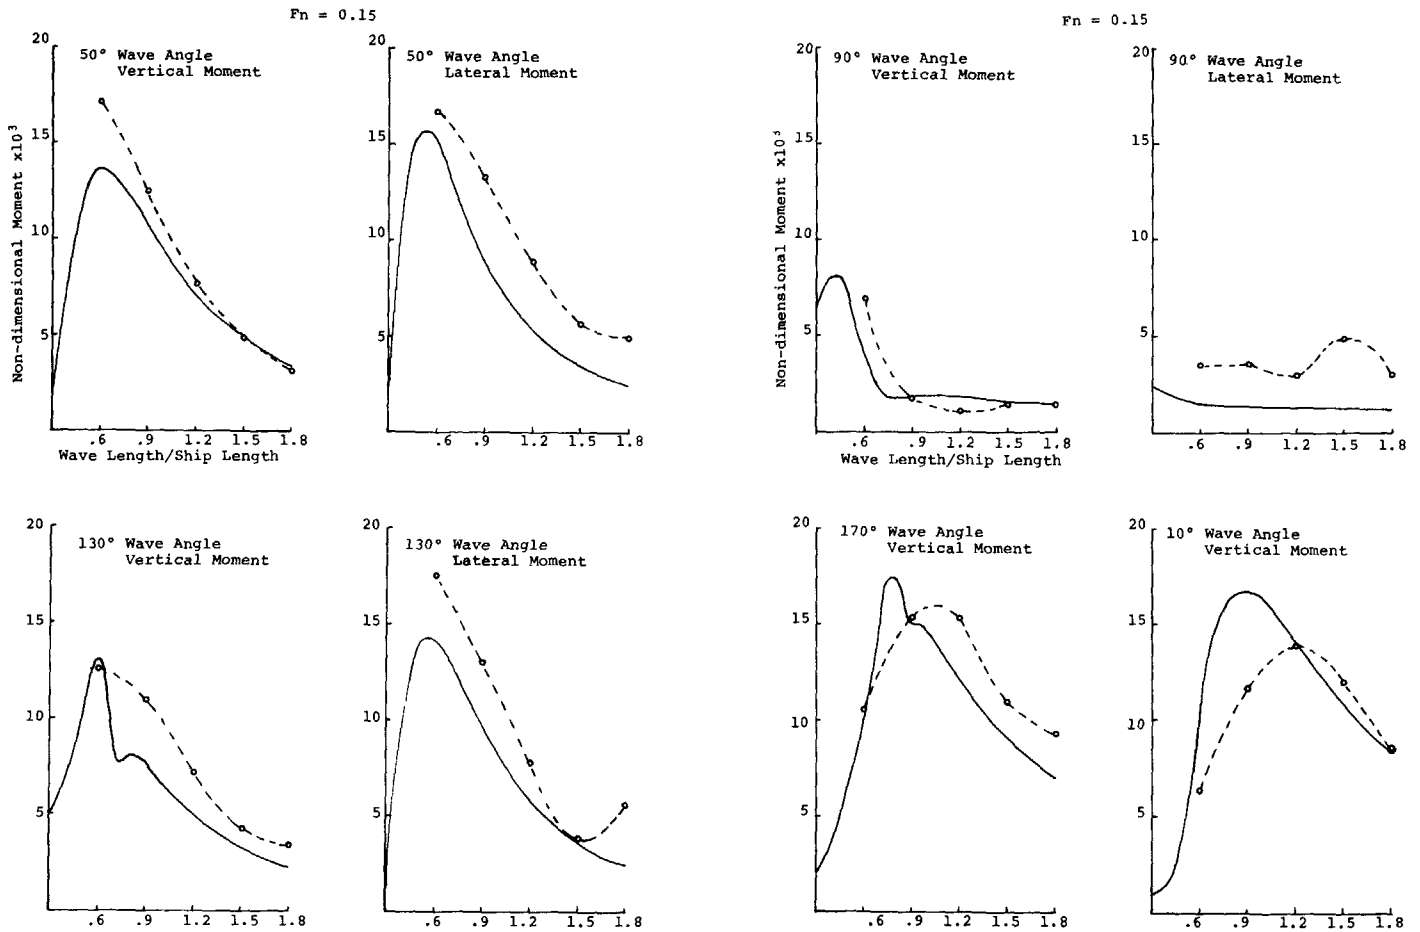 Fn = 0.15
Fn = 0.15
20
15
10
5
Non-dimensional Moment x10³
50° Wave Angle
Vertical Moment
.6 .9 1.2 1.5 1.8
Wave Length/Ship Length
20
15
10
5
50° Wave Angle
Lateral Moment
.6 .9 1.2 1.5 1.8
20
15
10
5
Non-dimensional Moment x10³
90° Wave Angle
Vertical Moment
.6 .9 1.2 1.5 1.8
Wave Length/Ship Length
20
15
10
5
90° Wave Angle
Lateral Moment
.6 .9 1.2 1.5 1.8
20
15
10
5
130° Wave Angle
Vertical Moment
.6 .9 1.2 1.5 1.8
20
15
10
5
130° Wave Angle
Lateral Moment
.6 .9 1.2 1.5 1.8
20
15
10
5
170° Wave Angle
Vertical Moment
.6 .9 1.2 1.5 1.8
20
15
10
5
10° Wave Angle
Vertical Moment
.6 .9 1.2 1.5 1.8